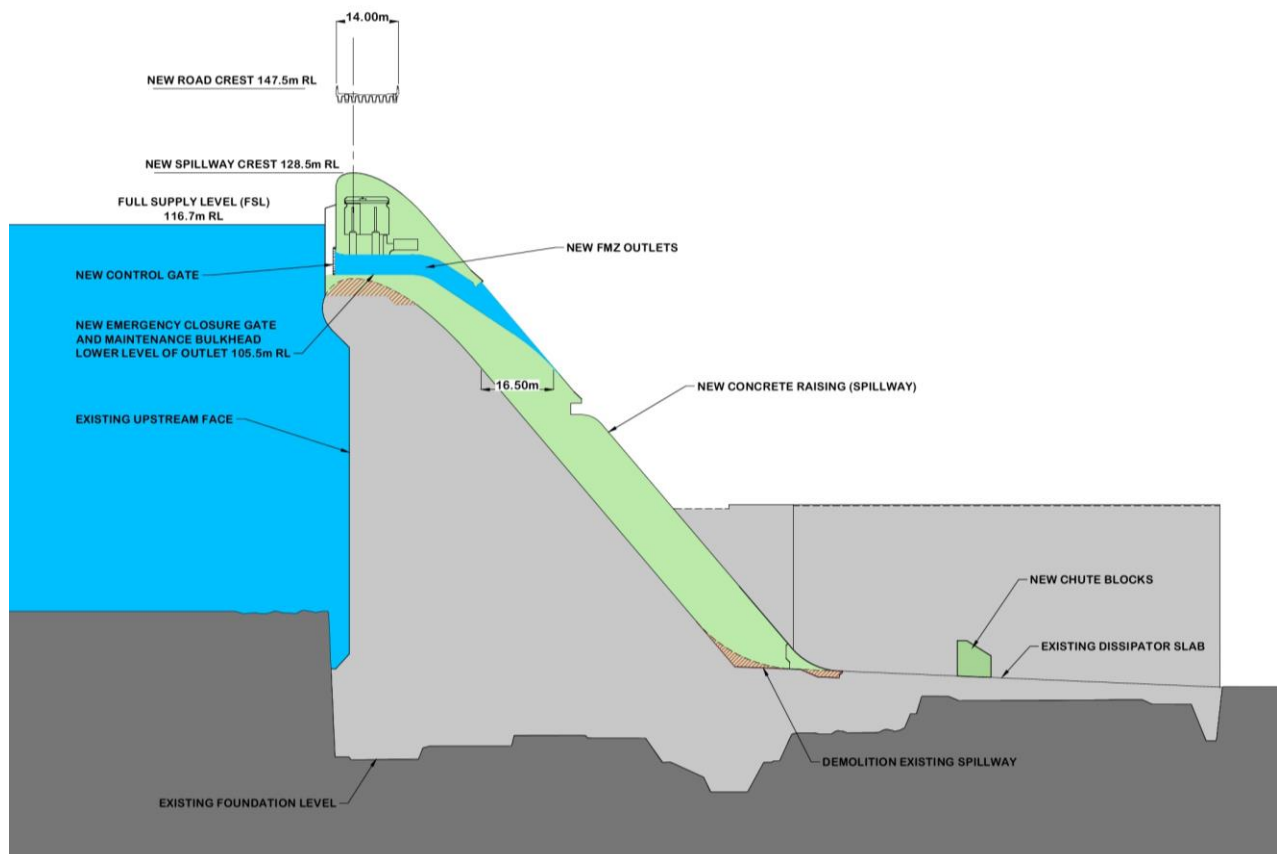 14.00m
NEW ROAD CREST 147.5m RL
NEW SPILLWAY CREST 128.5m RL
FULL SUPPLY LEVEL (FSL)
116.7m RL
NEW FMZ OUTLETS
NEW CONTROL GATE
NEW EMERGENCY CLOSURE GATE
AND MAINTENANCE BULKHEAD
LOWER LEVEL OF OUTLET 105.5m RL
16.50m
NEW CONCRETE RAISING (SPILLWAY)
EXISTING UPSTREAM FACE
NEW CHUTE BLOCKS
EXISTING DISSIPATOR SLAB
DEMOLITION EXISTING SPILLWAY
EXISTING FOUNDATION LEVEL